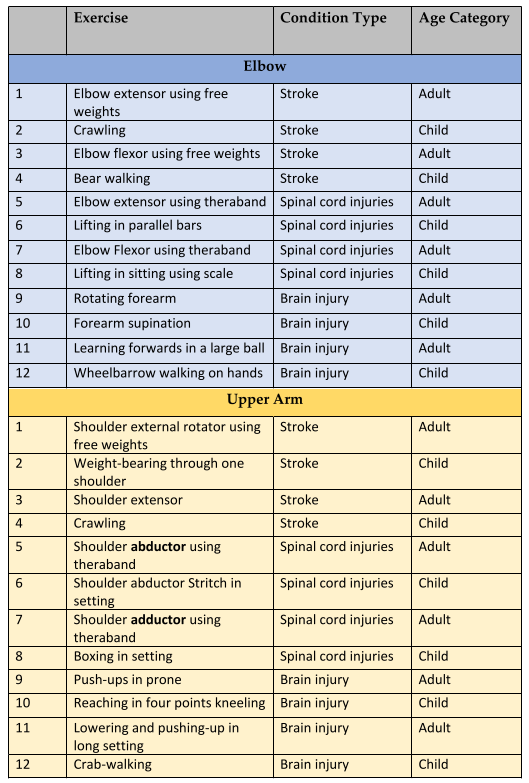 Exercise Condition Type Age Category
Elbow
1 Elbow extensor using free Stroke Adult
weights
2 Crawling Stroke Child
3 Elbow flexor using free weights Stroke Adult
4 Bear walking Stroke Child
5 Elbow extensor using theraband Spinal cord injuries Adult
6 Lifting in parallel bars Spinal cord injuries Child
7 Elbow Flexor using theraband Spinal cord injuries Adult
8 Lifting in sitting using scale Spinal cord injuries Child
9 Rotating forearm Brain injury Adult
10 Forearm supination Brain injury Child
11 Learning forwards in a large ball Brain injury Adult
12 Wheelbarrow walking on hands Brain injury Child
Upper Arm
1 Shoulder external rotator using Stroke Adult
free weights
2 Weight-bearing through one Stroke Child
shoulder
3 Shoulder extensor Stroke Adult
4 Crawling Stroke Child
5 Shoulder abductor using Spinal cord injuries Adult
theraband
6 Shoulder abductor Stritch in Spinal cord injuries Child
setting
7 Shoulder adductor using Spinal cord injuries Adult
theraband
8 Boxing in setting Spinal cord injuries Child
9 Push-ups in prone Brain injury Adult
10 Reaching in four points kneeling Brain injury Child
11 Lowering and pushing-up in Brain injury Adult
long setting
12 Crab-walking Brain injury Child